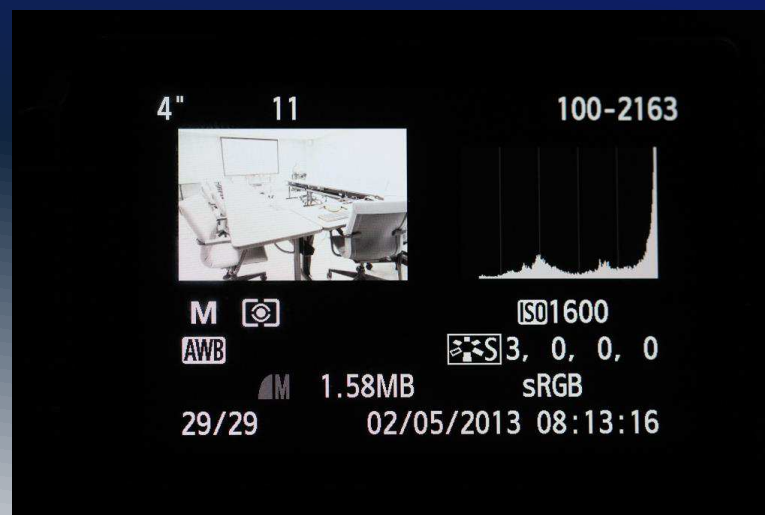 4" 11 100-2163
M ISO1600
AWB S 3, 0, 0, 0
M 1.58MB sRGB
29/29 02/05/2013 08:13:16